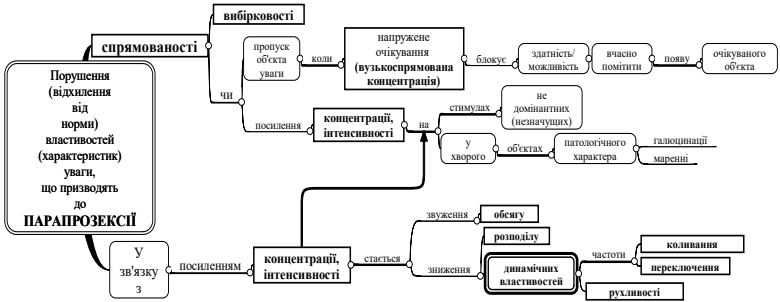 Порушення
(відхилення
від
норми)
властивостей
(характеристик)
уваги,
що призводять
до
ПАРАПРОЗЕКСІЇ
спрямованості
вибірковості
чи
пропуск
об'єкта
уваги
коли
напружене
очікування
(вузькоспрямована
концентрація)
блокує
здатність/
можливість
вчасно
помітити
появу
очікуваного
об'єкта
посилення
концентрації,
інтенсивності
на
стимулах
не
домінантних
(незначущих)
у
хворого
об'єктах
патологічного
характера
галюцинації
маренні
У
зв'язку
з
посиленням
концентрації,
інтенсивності
стається
звуження
обсягу
зниження
розподілу
динамічних
властивостей
частоти
коливання
переключення
рухливості